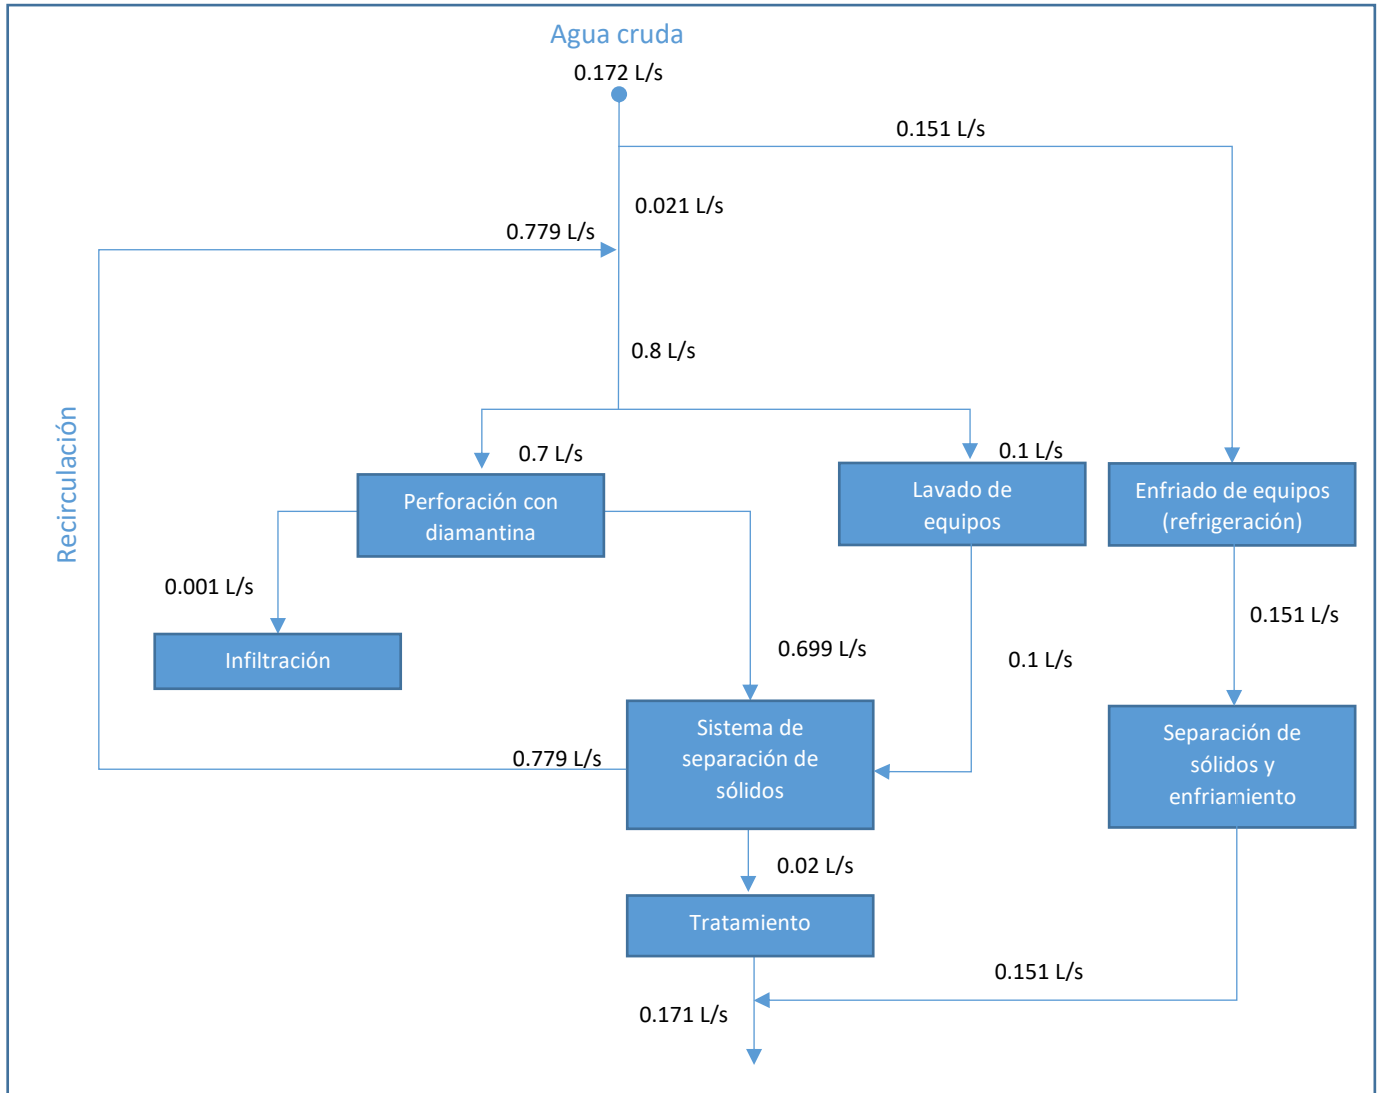 Agua cruda
0.172 L/s
0.151 L/s
0.021 L/s
0.779 L/s
0.8 L/s
Recirculación
0.7 L/s
0.1 L/s
Perforación con
diamantina
Lavado de
equipos
Enfriado de equipos
(refrigeración)
0.001 L/s
0.151 L/s
Infiltración
0.699 L/s
0.1 L/s
Sistema de
separación de
sólidos
Separación de
sólidos y
enfriamiento
0.779 L/s
0.02 L/s
Tratamiento
0.151 L/s
0.171 L/s